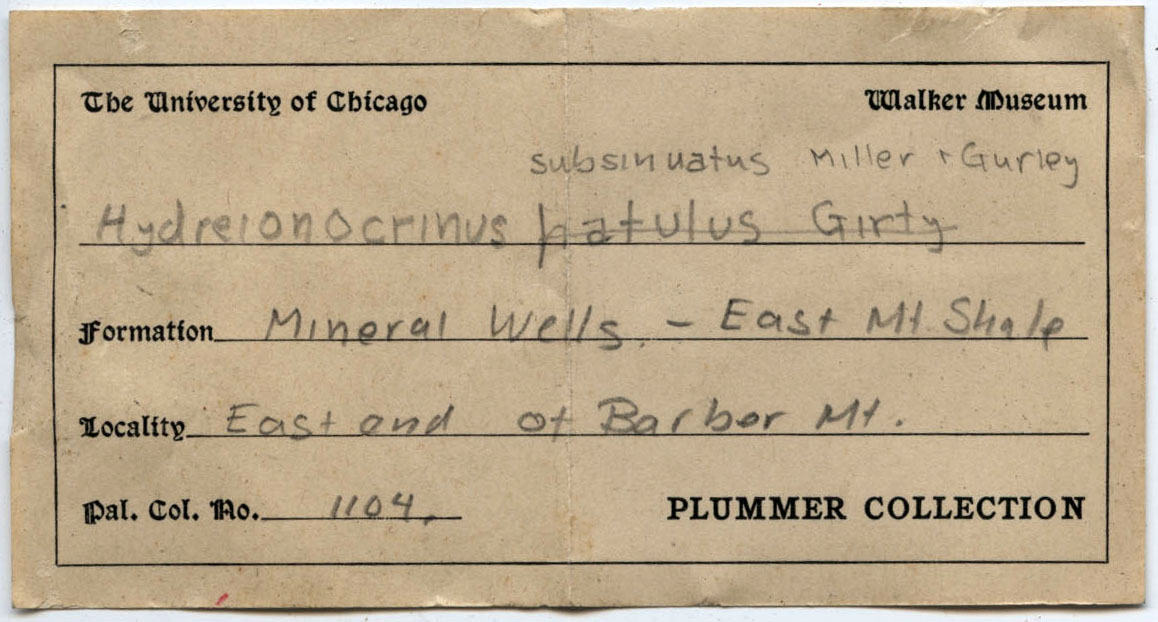 The University of Chicago Walker Museum
subsinuatus Miller + Gurley
Hydreionocrinus patulus Girty
Formation Mineral Wells. - East Mt. Shale
Locality East end of Barber Mt.
Pal. Col. No. 1104. PLUMMER COLLECTION